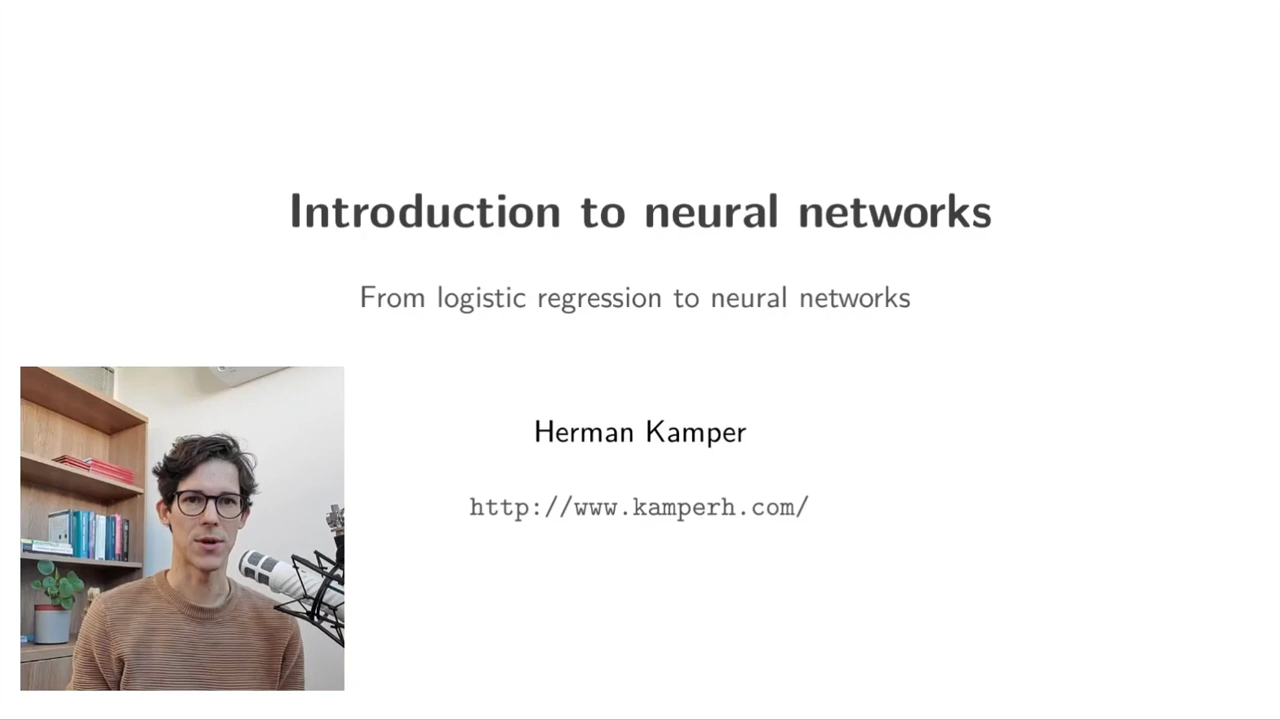 Introduction to neural networks
From logistic regression to neural networks
Herman Kamper
http://www.kamperh.com/